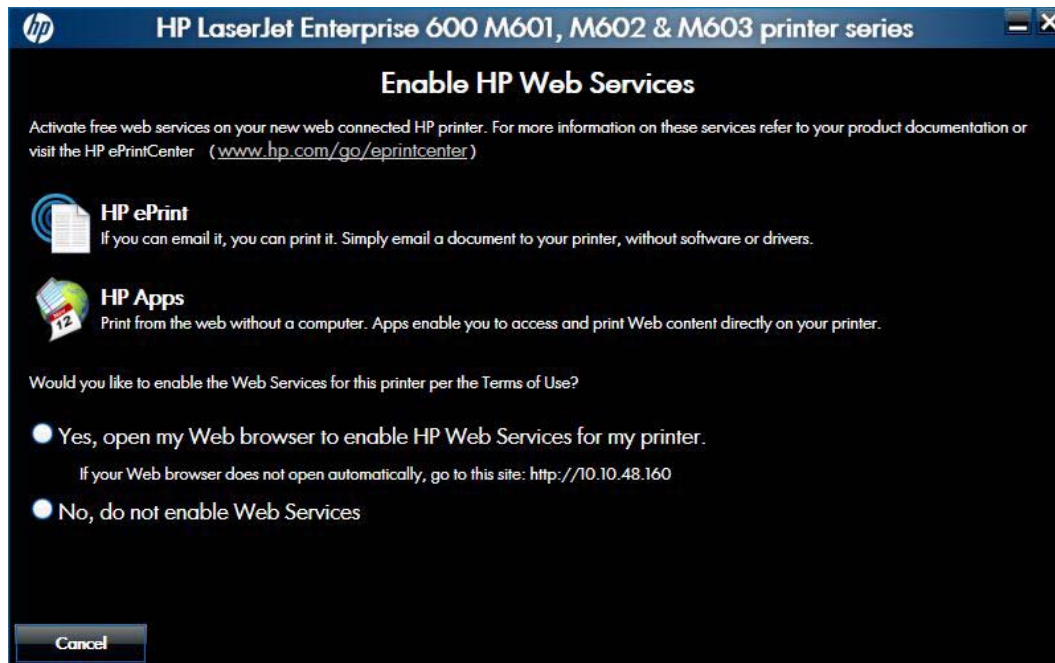 hp HP LaserJet Enterprise 600 M601, M602 & M603 printer series
Enable HP Web Services
Activate free web services on your new web connected HP printer. For more information on these services refer to your product documentation or
visit the HP ePrintCenter (www.hp.com/go/eprintcenter)
HP ePrint
If you can email it, you can print it. Simply email a document to your printer, without software or drivers.
HP Apps
12 Print from the web without a computer. Apps enable you to access and print Web content directly on your printer.
Would you like to enable the Web Services for this printer per the Terms of Use?
Yes, open my Web browser to enable HP Web Services for my printer.
If your Web browser does not open automatically, go to this site: http://10.10.48.160
No, do not enable Web Services
Cancel